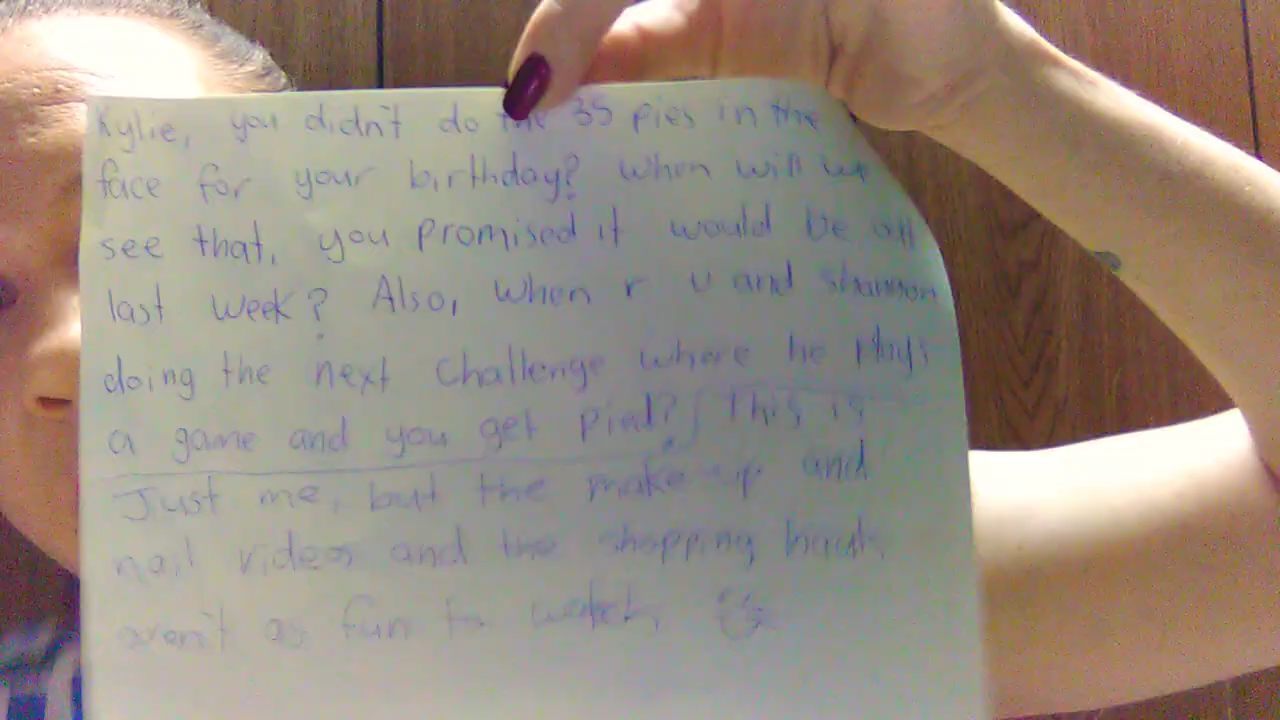 Kylie, you didn't do the 35 pies in the
face for your birthday? When will we
see that, you promised it would be all
last week? Also, when r u and shannon
doing the next challenge where he plays
a game and you get pied? This is
Just me, but the make-up and
nail videos and the shopping hauls
aren't as fun to watch.